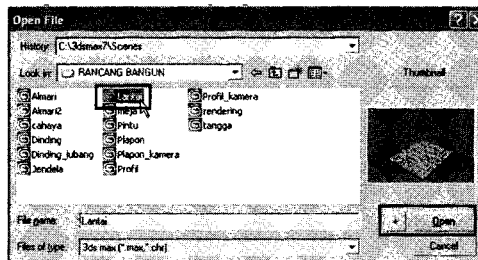 Open File
History: C:\3dsmax7\Scenes
Look in: RANCANG BANGUN
Thumbnail
Almari
Almari2
cahaya
Dinding
Dinding_lubang
Jendela
Lantai
meja
Pintu
Plapon
Plapon_kamera
Profil
Profil_kamera
rendering
tangga
File name: Lantai
+ Open
Files of type: 3ds max (*.max,*.chr)
Cancel